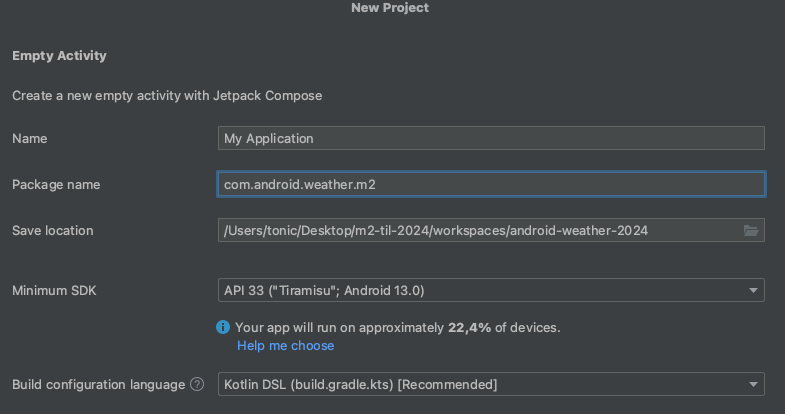 New Project
Empty Activity
Create a new empty activity with Jetpack Compose
Name My Application
Package name com.android.weather.m2
Save location /Users/tonic/Desktop/m2-til-2024/workspaces/android-weather-2024
Minimum SDK API 33 ("Tiramisu"; Android 13.0)
Your app will run on approximately 22,4% of devices.
Help me choose
Build configuration language ? Kotlin DSL (build.gradle.kts) [Recommended]